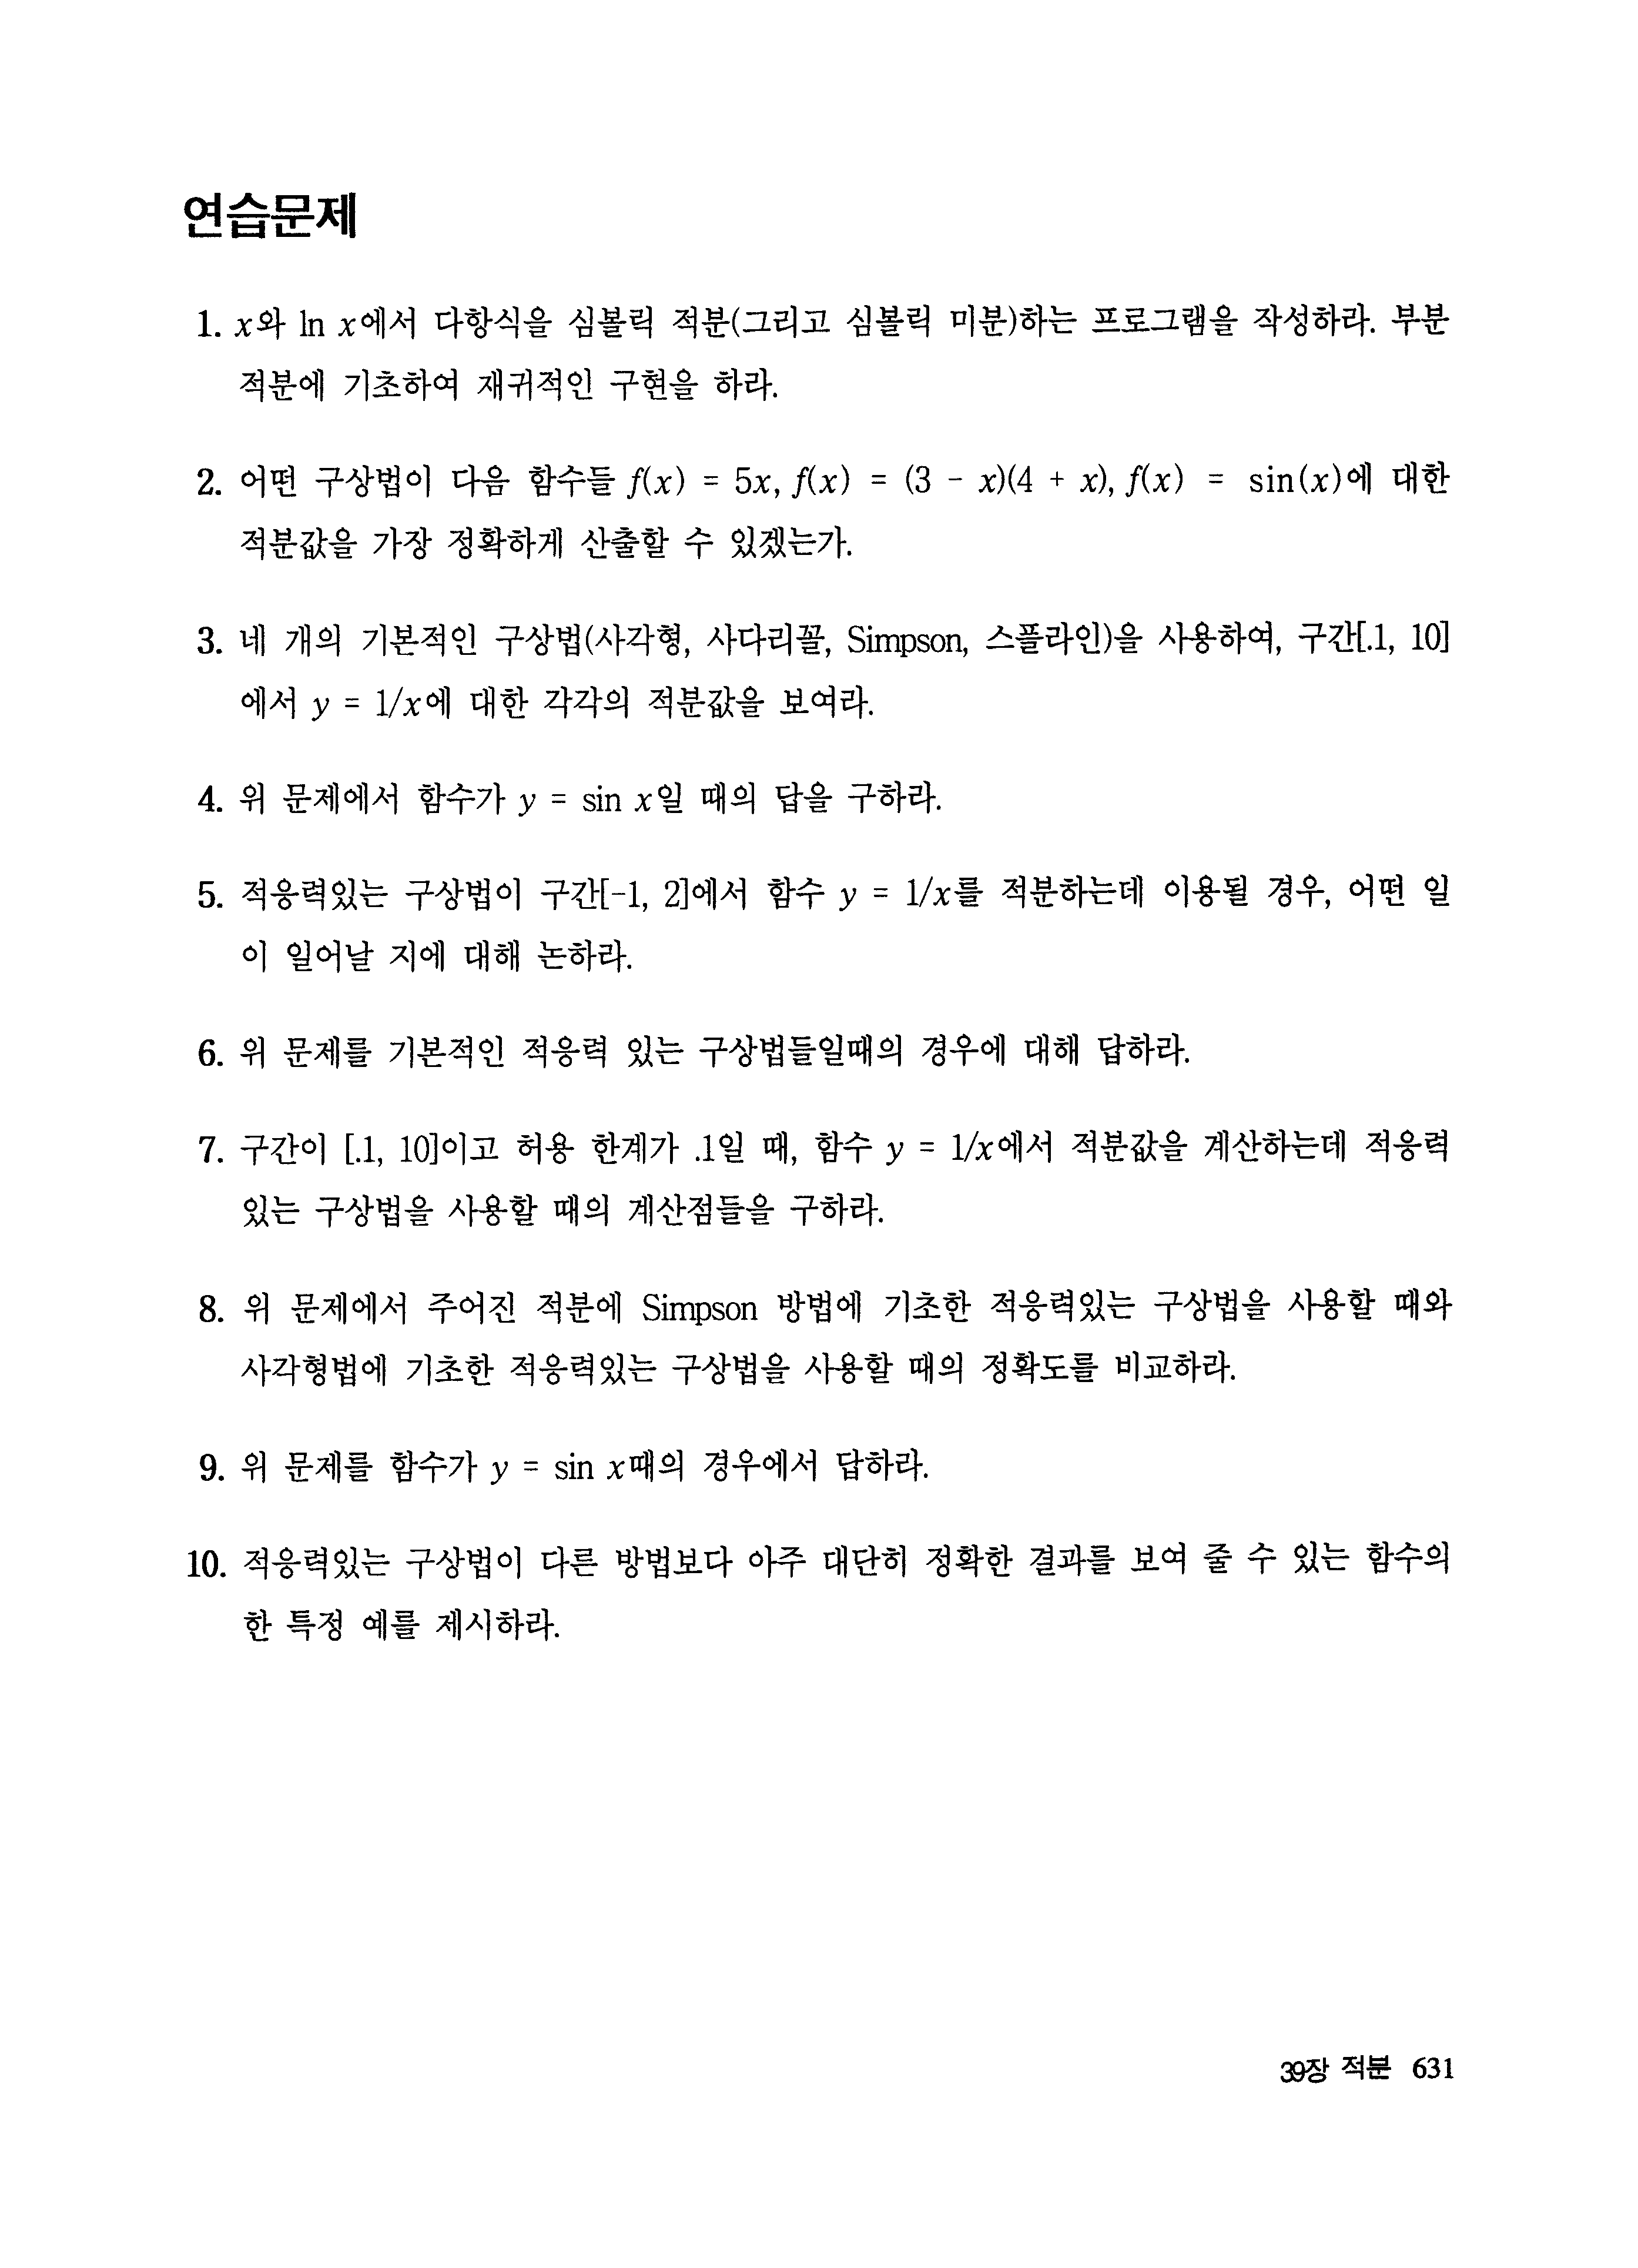 연습문제
1. x와 ln x에서 다항식을 심볼릭 적분(그리고 심볼릭 미분)하는 프로그램을 작성하라. 부분
적분에 기초하여 재귀적인 구현을 하라.
2. 어떤 구상법이 다음 함수들 f(x) = 5x, f(x) = (3 - x)(4 + x), f(x) = sin(x)에 대한
적분값을 가장 정확하게 산출할 수 있겠는가.
3. 네 개의 기본적인 구상법(사각형, 사다리꼴, Simpson, 스플라인)을 사용하여, 구간[.1, 10]
에서 y = 1/x에 대한 각각의 적분값을 보여라.
4. 위 문제에서 함수가 y = sin x일 때의 답을 구하라.
5. 적응력있는 구상법이 구간[-1, 2]에서 함수 y = 1/x를 적분하는데 이용될 경우, 어떤 일
이 일어날 지에 대해 논하라.
6. 위 문제를 기본적인 적응력 있는 구상법들일때의 경우에 대해 답하라.
7. 구간이 [.1, 10]이고 허용 한계가 .1일 때, 함수 y = 1/x에서 적분값을 계산하는데 적응력
있는 구상법을 사용할 때의 계산점들을 구하라.
8. 위 문제에서 주어진 적분에 Simpson 방법에 기초한 적응력있는 구상법을 사용할 때와
사각형법에 기초한 적응력있는 구상법을 사용할 때의 정확도를 비교하라.
9. 위 문제를 함수가 y = sin x때의 경우에서 답하라.
10. 적응력있는 구상법이 다른 방법보다 아주 대단히 정확한 결과를 보여 줄 수 있는 함수의
한 특정 예를 제시하라.
39장 적분 631